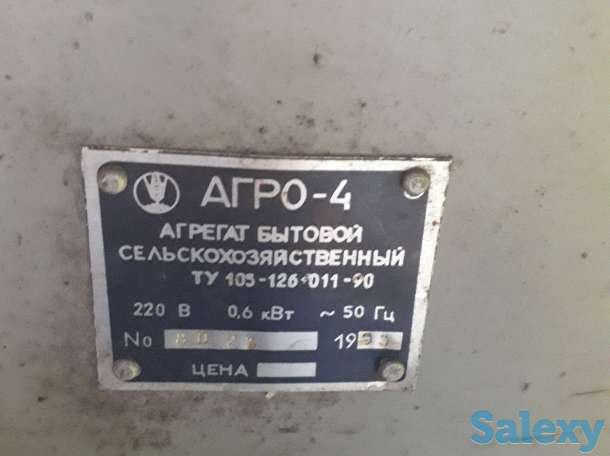 АГРО-4
АГРЕГАТ БЫТОВОЙ
СЕЛЬСКОХОЗЯЙСТВЕННЫЙ
ТУ 105-126-011-90
220 В 0,6 кВт ~ 50 Гц
No 19
ЦЕНА
Salexy